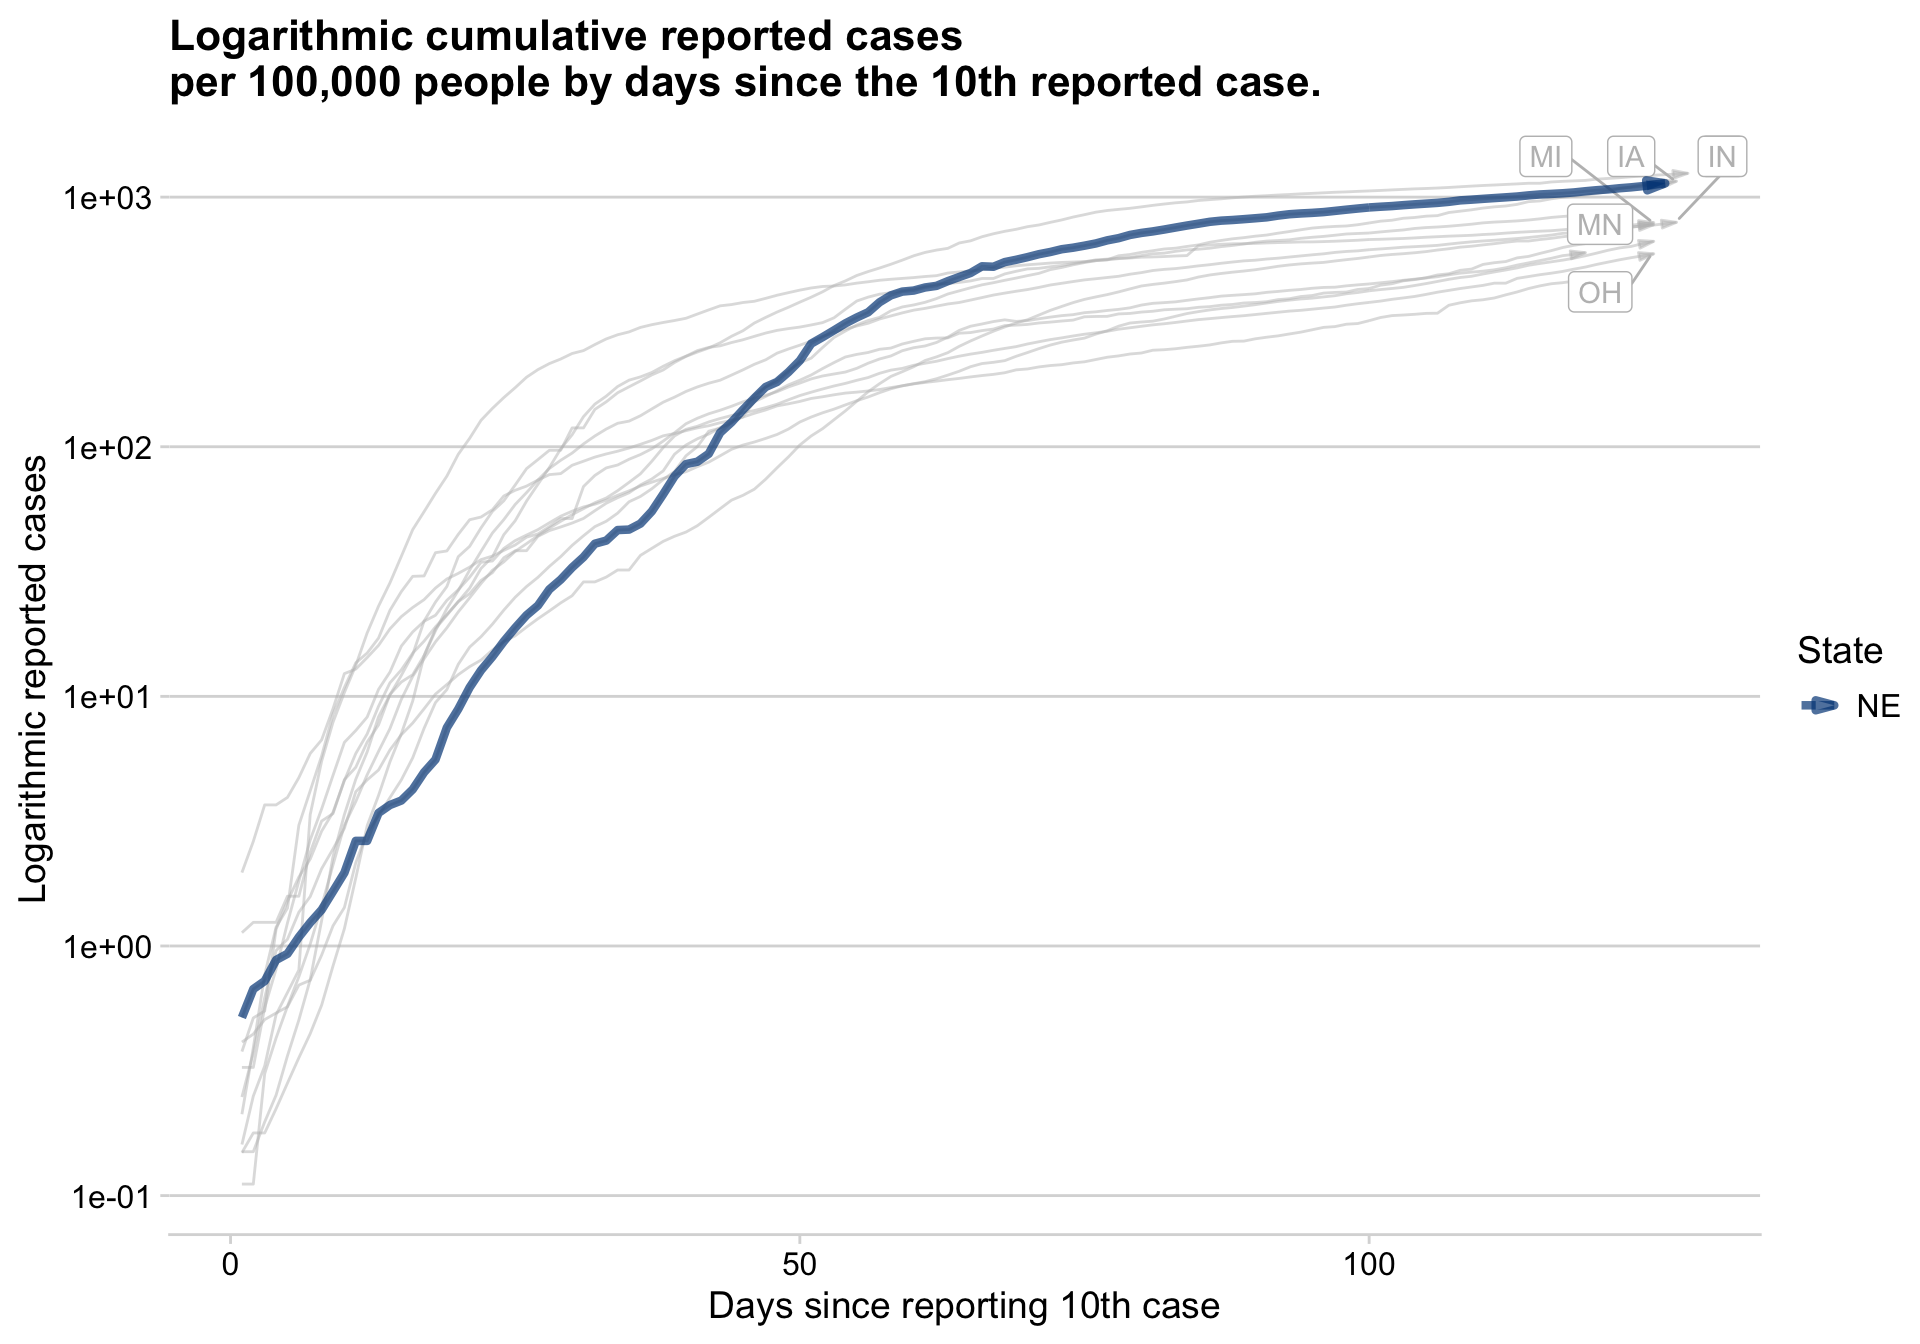 Logarithmic cumulative reported cases
per 100,000 people by days since the 10th reported case.
MI
IA
IN
1e+03
MN
OH
1e+02
Logarithmic reported cases
State
1e+01
NE
1e+00
1e-01
0
50
100
Days since reporting 10th case